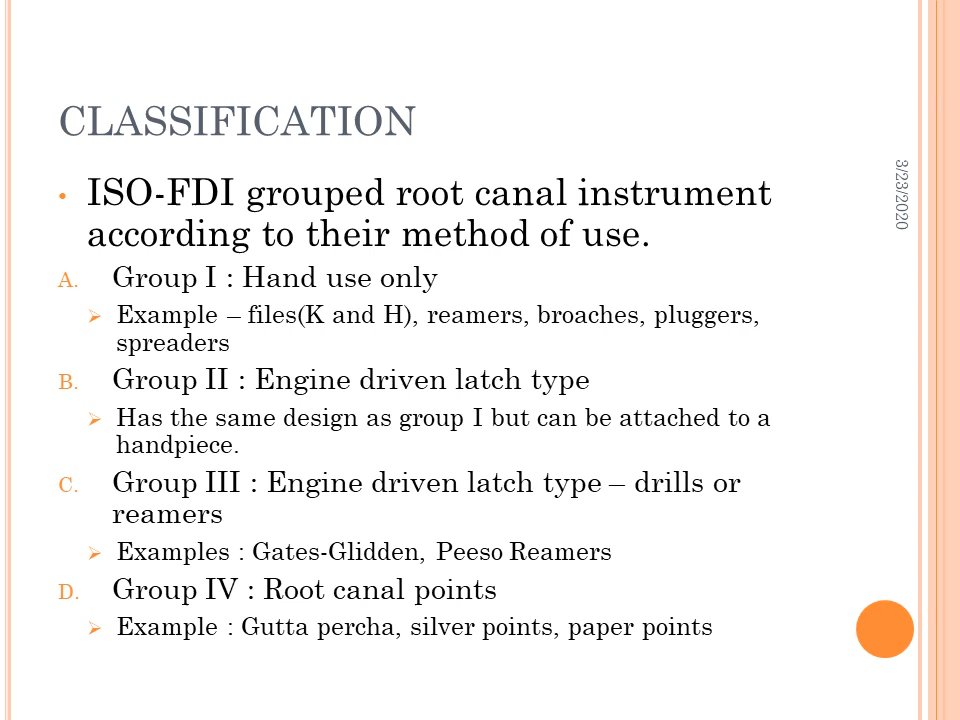 CLASSIFICATION
3/23/2020
• ISO-FDI grouped root canal instrument
according to their method of use.
A. Group I : Hand use only
➢ Example – files(K and H), reamers, broaches, pluggers,
spreaders
B. Group II : Engine driven latch type
➢ Has the same design as group I but can be attached to a
handpiece.
C. Group III : Engine driven latch type – drills or
reamers
➢ Examples : Gates-Glidden, Peeso Reamers
D. Group IV : Root canal points
➢ Example : Gutta percha, silver points, paper points